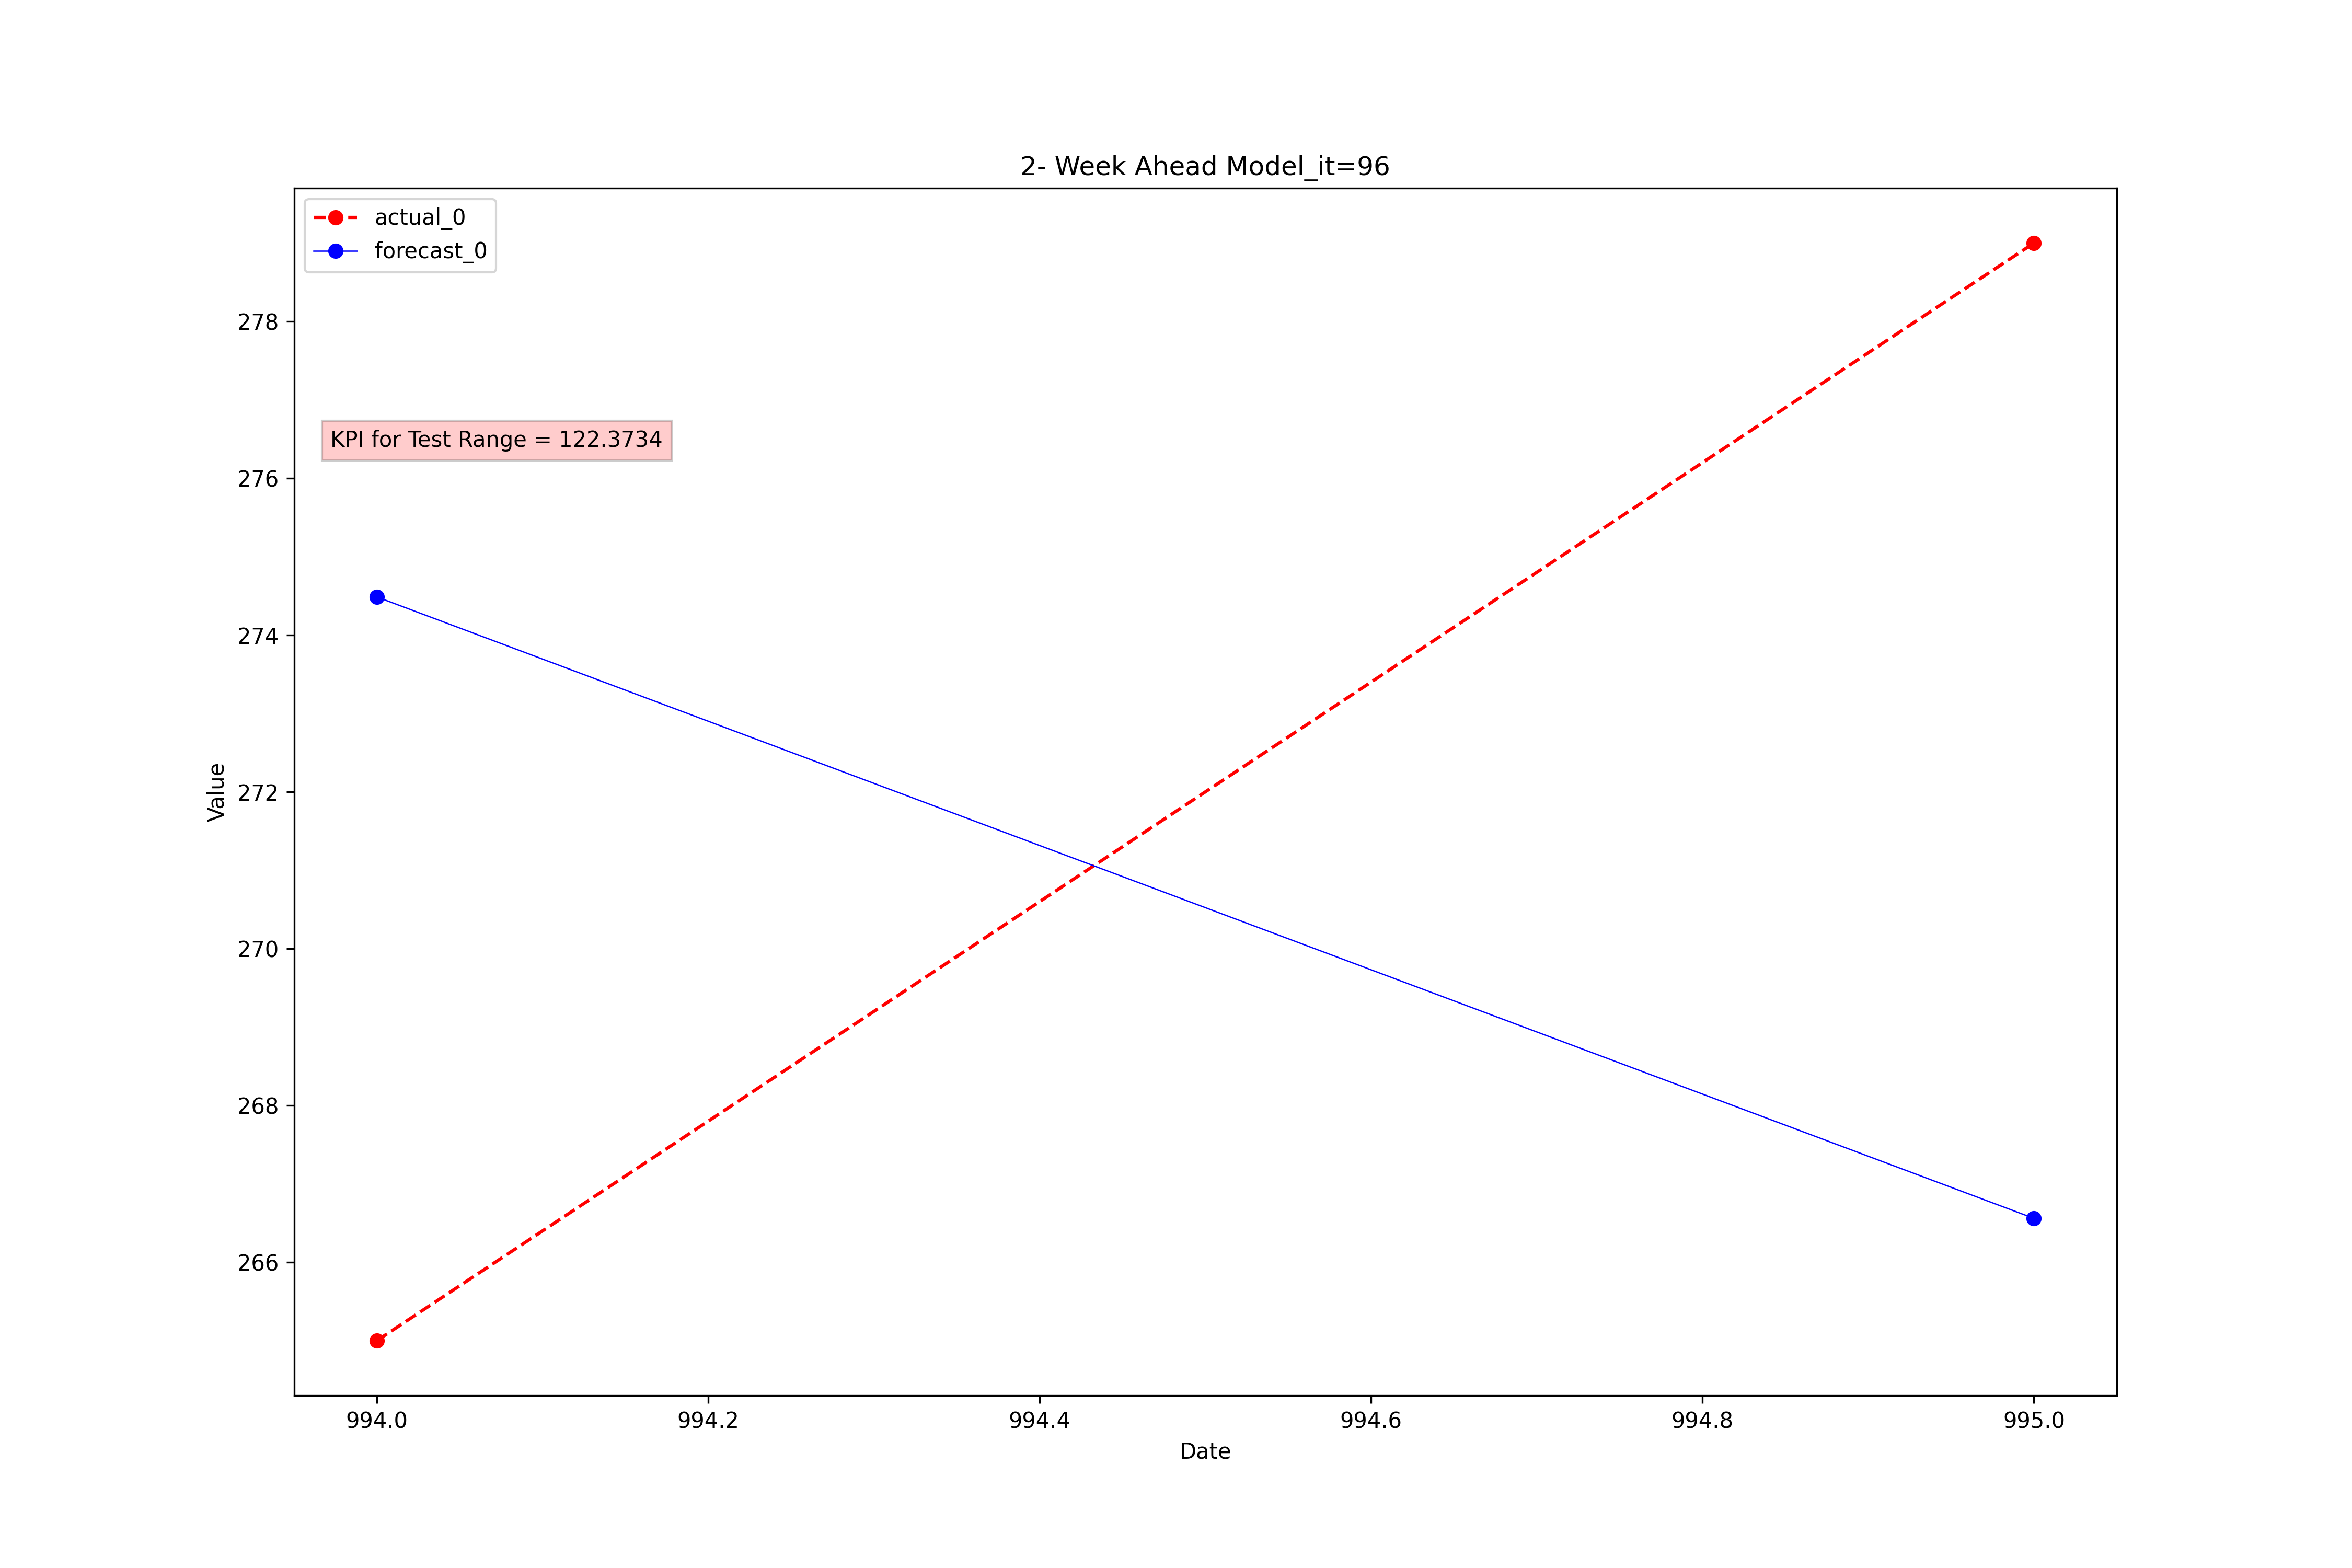 2- Week Ahead Model_it=96
actual_0
forecast_0
KPI for Test Range = 122.3734
Value
278
276
274
272
270
268
266
994.0
994.2
994.4
994.6
994.8
995.0
Date